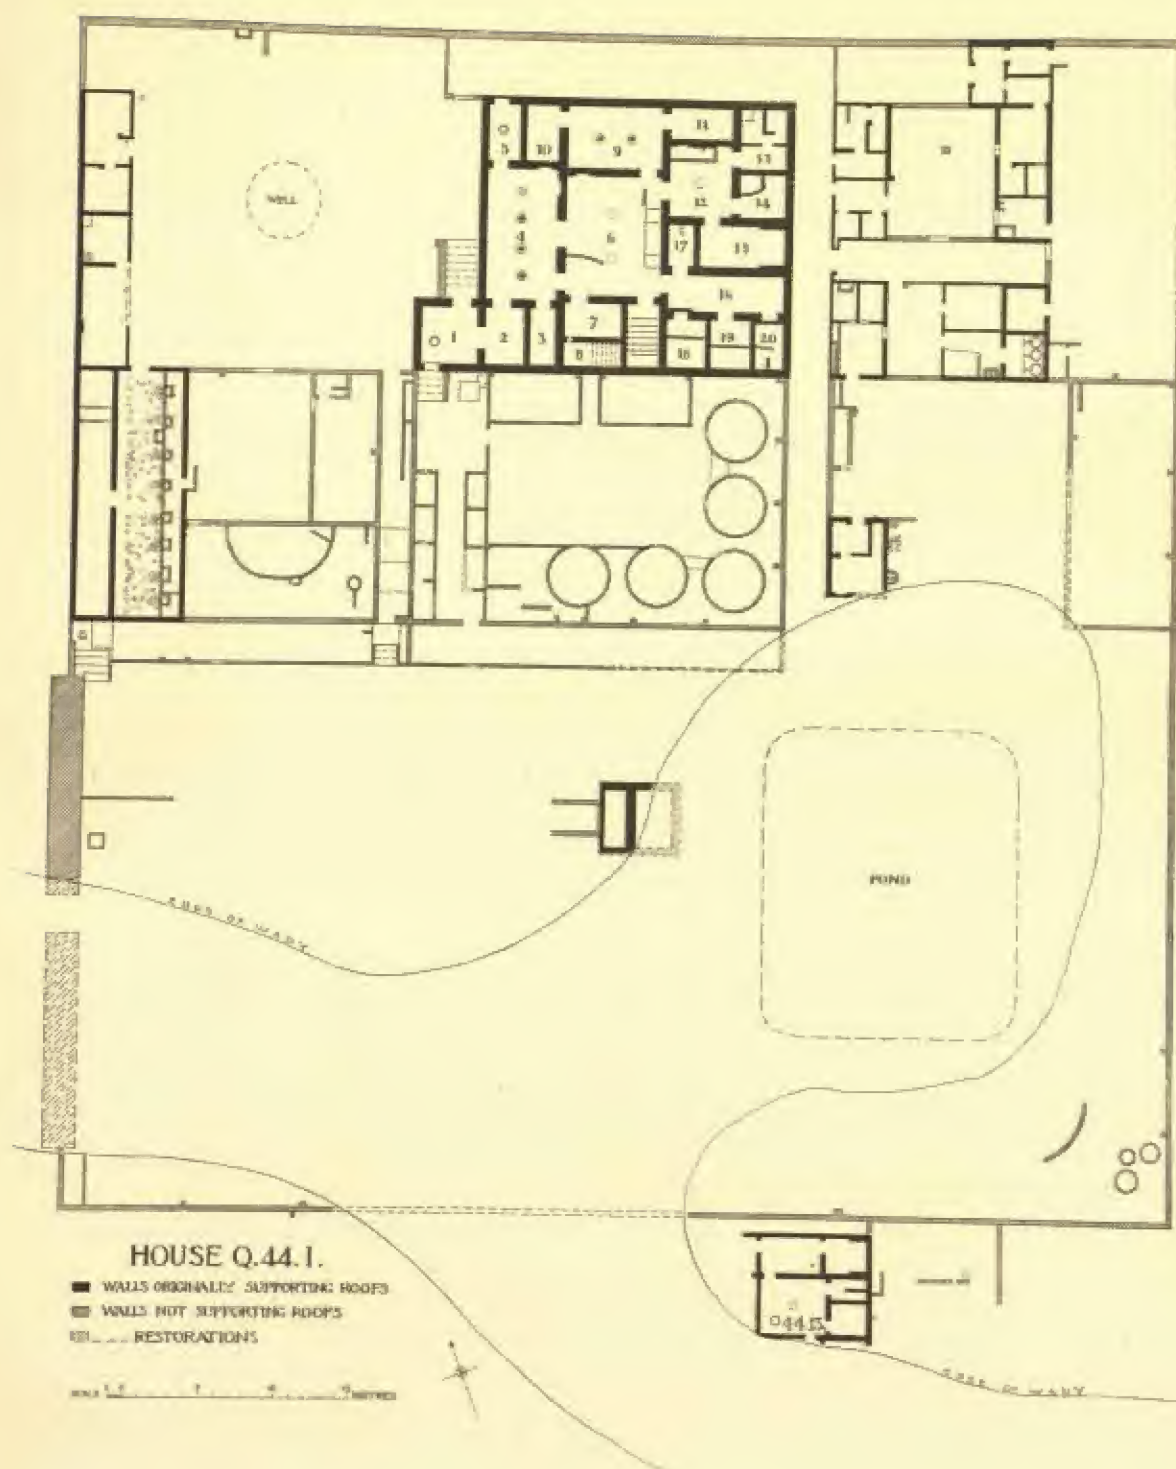 WELL
5
10
9
11
13
4
6
12
14
17
15
16
1
2
3
7
8
18
19
20
POND
EDGE OF WADY
HOUSE Q.44.1.
WALLS ORIGINALLY SUPPORTING ROOFS
WALLS NOT SUPPORTING ROOFS
RESTORATIONS
SCALE
METRES
EDGE OF WADY